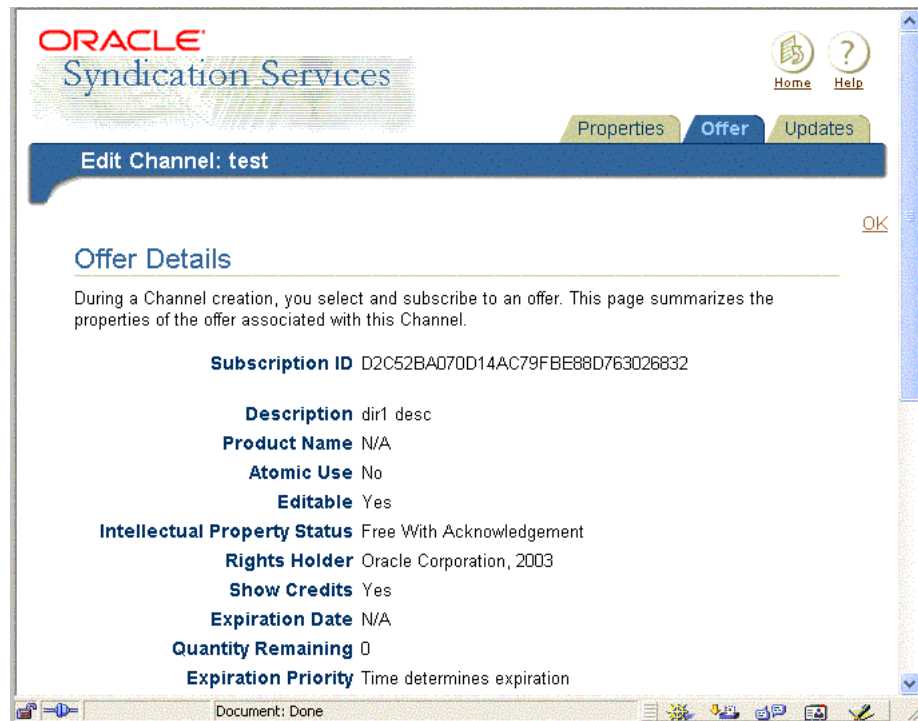 ORACLE
Syndication Services
Home
Help
Properties
Offer
Updates
Edit Channel: test
OK
Offer Details
During a Channel creation, you select and subscribe to an offer. This page summarizes the
properties of the offer associated with this Channel.
Subscription ID D2C52BA070D14AC79FBE88D763026832
Description dir1 desc
Product Name N/A
Atomic Use No
Editable Yes
Intellectual Property Status Free With Acknowledgement
Rights Holder Oracle Corporation, 2003
Show Credits Yes
Expiration Date N/A
Quantity Remaining 0
Expiration Priority Time determines expiration
Document: Done